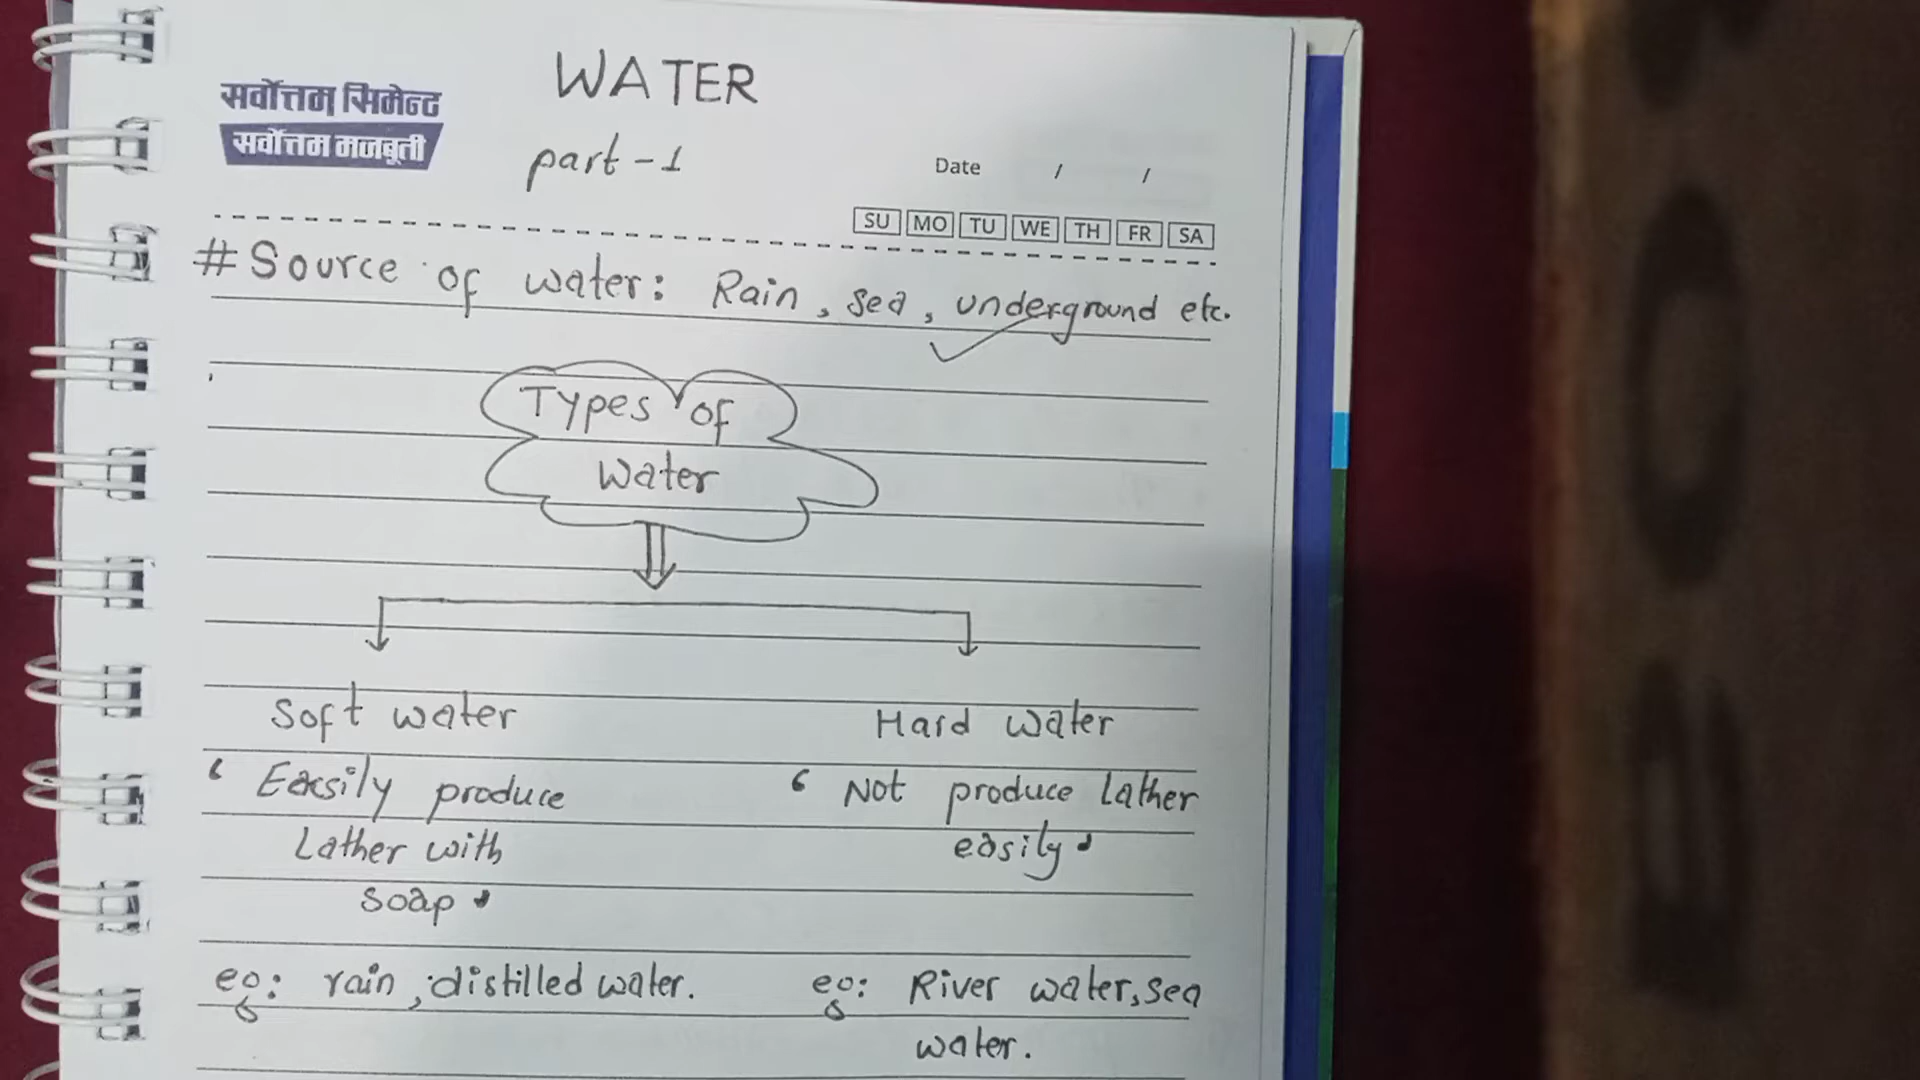 WATER
सर्वोत्तम सिमेन्ट
सर्वोत्तम मजबूती
part-1
Date / /
SU MO TU WE TH FR SA
# Source of water: Rain, sea, underground etc.
Types of
water
Soft water
Hard water
Easily produce
Lather with
soap.
Not produce lather
easily.
eg: rain, distilled water.
eg: River water, sea
water.